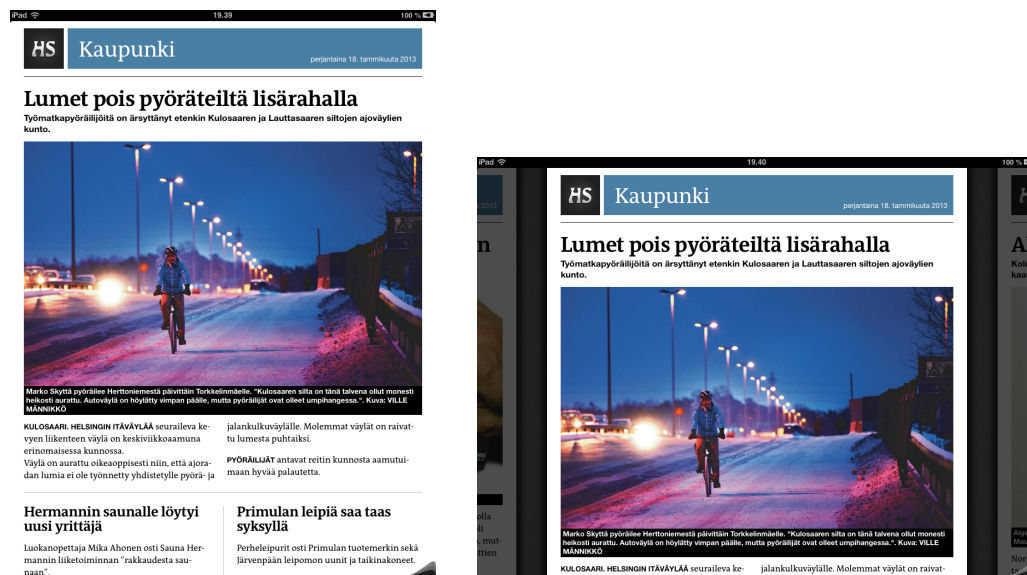 iPad 19.39 100 %
HS Kaupunki
perjantaina 18. tammikuuta 2013
Lumet pois pyöräteiltä lisärahalla
Työmatkapyöräilijöitä on ärsyttänyt etenkin Kulosaaren ja Lauttasaaren siltojen ajoväylien
kunto.
Marko Skyttä pyöräilee Herttoniemestä päivittäin Torkkelinmäelle. "Kulosaaren silta on tänä talvena ollut monesti
heikosti aurattu. Autoväylä on höylätty vimpan päälle, mutta pyöräilijät ovat olleet umpihangessa.". Kuva: VILLE
MÄNNIKKÖ
KULOSAARI. HELSINGIN ITÄVÄYLÄÄ seuraileva ke-
vyen liikenteen väylä on keskiviikkoaamuna
erinomaisessa kunnossa.
Väylä on aurattu oikeaoppisesti niin, että ajora-
dan lumia ei ole työnnetty yhdistetylle pyörä- ja
jalankulkuväylälle. Molemmat väylät on raivat-
tu lumesta puhtaiksi.
PYÖRÄILIJÄT antavat reitin kunnosta aamutui-
maan hyvää palautetta.
Hermannin saunalle löytyi
uusi yrittäjä
Luokanopettaja Mika Ahonen osti Sauna Her-
mannin liiketoiminnan "rakkaudesta sau-
naan".
Primulan leipiä saa taas
syksyllä
Perheleipurit osti Primulan tuotemerkin sekä
Järvenpään leipomon uunit ja taikinakoneet.
iPad 19.40 100 %
2013
n
HS Kaupunki
perjantaina 18. tammikuuta 2013
Lumet pois pyöräteiltä lisärahalla
Työmatkapyöräilijöitä on ärsyttänyt etenkin Kulosaaren ja Lauttasaaren siltojen ajoväylien
kunto.
Marko Skyttä pyöräilee Herttoniemestä päivittäin Torkkelinmäelle. "Kulosaaren silta on tänä talvena ollut monesti
heikosti aurattu. Autoväylä on höylätty vimpan päälle, mutta pyöräilijät ovat olleet umpihangessa.". Kuva: VILLE
MÄNNIKKÖ
KULOSAARI. HELSINGIN ITÄVÄYLÄÄ seuraileva ke-
jalankulkuväylälle. Molemmat väylät on raivat-